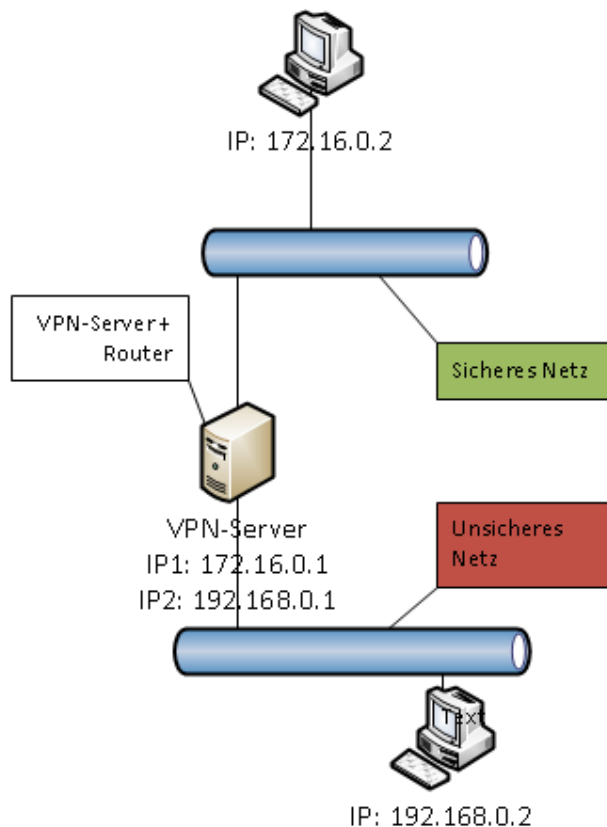 IP: 172.16.0.2
VPN-Server+
Router
Sicheres Netz
VPN-Server
IP1: 172.16.0.1
IP2: 192.168.0.1
Unsicheres
Netz
Text
IP: 192.168.0.2